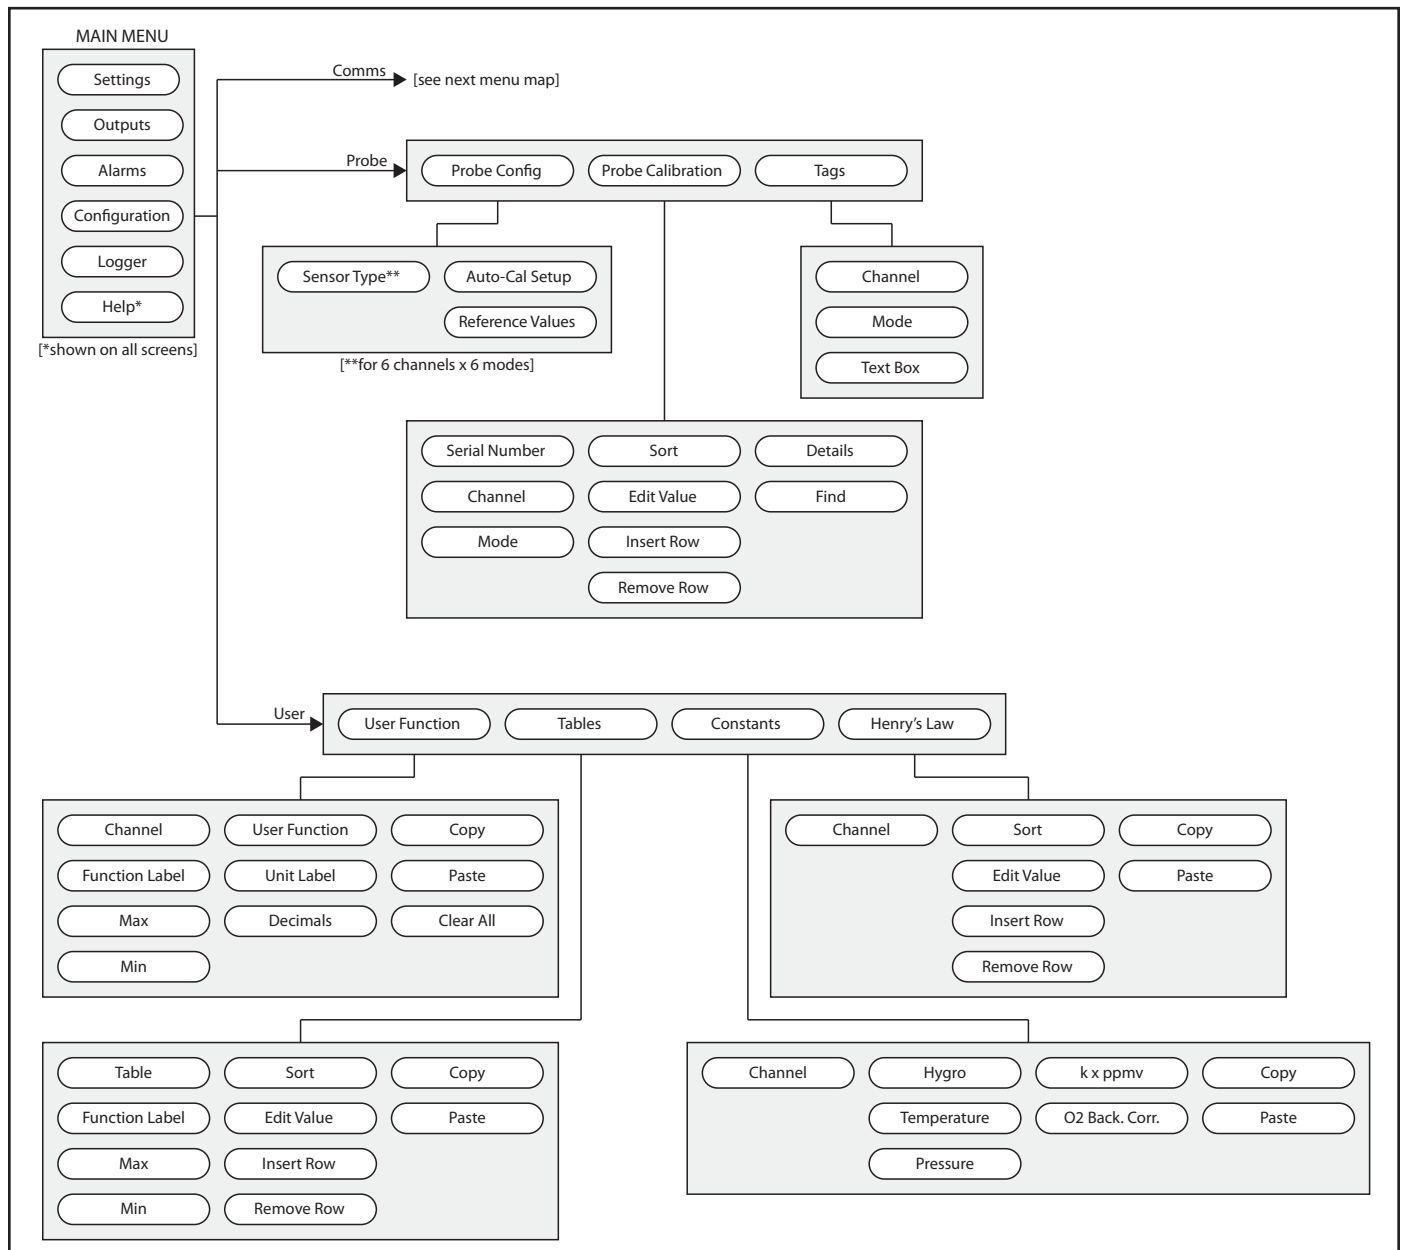 MAIN MENU
Settings
Outputs
Alarms
Configuration
Logger
Help*
[*shown on all screens]
Comms
[see next menu map]
Probe
Probe Config
Probe Calibration
Tags
Sensor Type**
Auto-Cal Setup
Reference Values
[**for 6 channels x 6 modes]
Channel
Mode
Text Box
Serial Number
Sort
Details
Channel
Edit Value
Find
Mode
Insert Row
Remove Row
User
User Function
Tables
Constants
Henry's Law
Channel
User Function
Copy
Function Label
Unit Label
Paste
Max
Decimals
Clear All
Min
Channel
Sort
Copy
Edit Value
Paste
Insert Row
Remove Row
Table
Sort
Copy
Function Label
Edit Value
Paste
Max
Insert Row
Min
Remove Row
Channel
Hygro
k x ppmv
Copy
Temperature
O2 Back. Corr.
Paste
Pressure